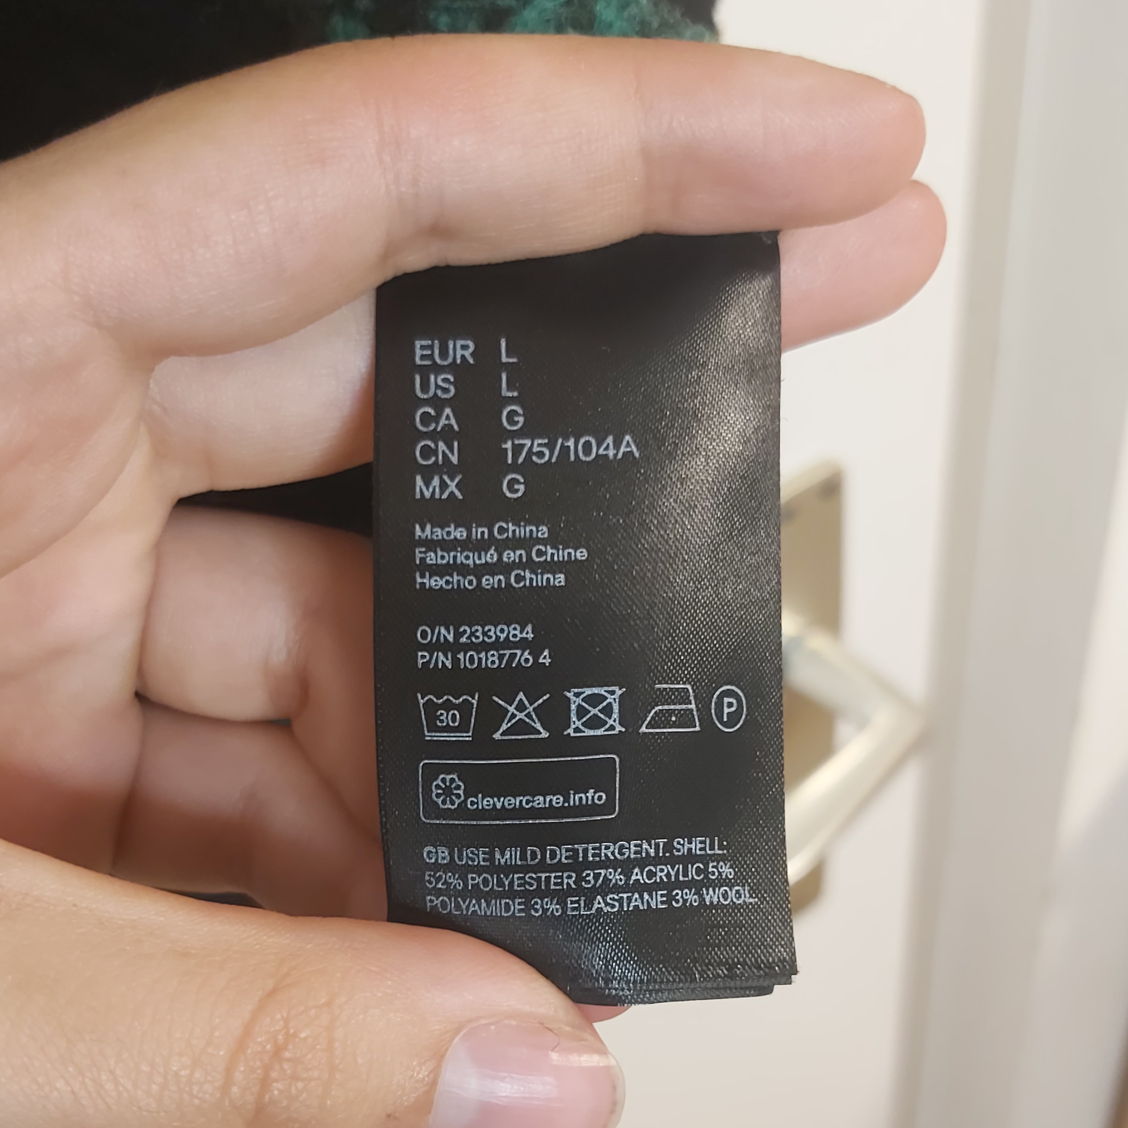 EUR L
US L
CA G
CN 175/104A
MX G
Made in China
Fabriqué en Chine
Hecho en China
O/N 233984
P/N 1018776 4
30 P
clevercare.info
GB USE MILD DETERGENT. SHELL:
52% POLYESTER 37% ACRYLIC 5%
POLYAMIDE 3% ELASTANE 3% WOOL